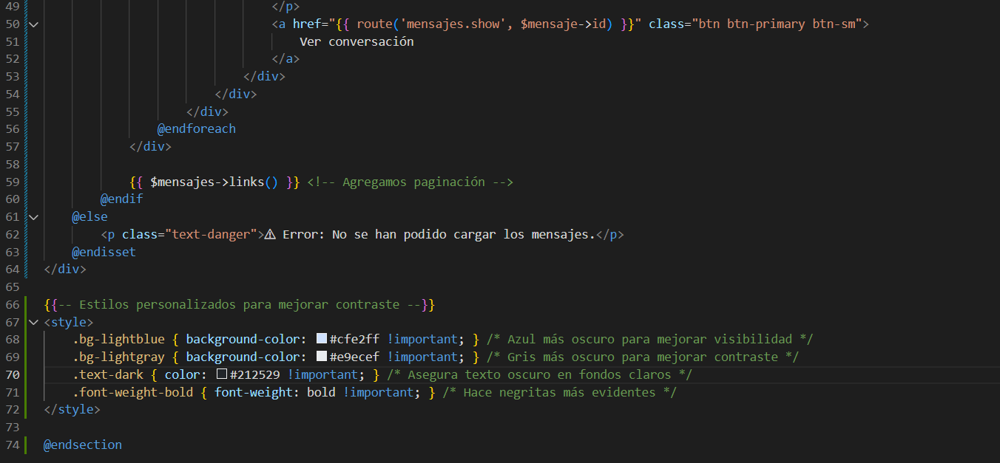 49 </p>
50 <a href="{{ route('mensajes.show', $mensaje->id) }}" class="btn btn-primary btn-sm">
51 Ver conversación
52 </a>
53 </div>
54 </div>
55 </div>
56 @endforeach
57 </div>
58
59 {{ $mensajes->links() }} <!-- Agregamos paginación -->
60 @endif
61 @else
62 <p class="text-danger">⚠ Error: No se han podido cargar los mensajes.</p>
63 @endisset
64 </div>
65
66 {{-- Estilos personalizados para mejorar contraste --}}
67 <style>
68 .bg-lightblue { background-color: #cfe2ff !important; } /* Azul más oscuro para mejorar visibilidad */
69 .bg-lightgray { background-color: #e9ecef !important; } /* Gris más oscuro para mejorar contraste */
70 .text-dark { color: #212529 !important; } /* Asegura texto oscuro en fondos claros */
71 .font-weight-bold { font-weight: bold !important; } /* Hace negritas más evidentes */
72 </style>
73
74 @endsection